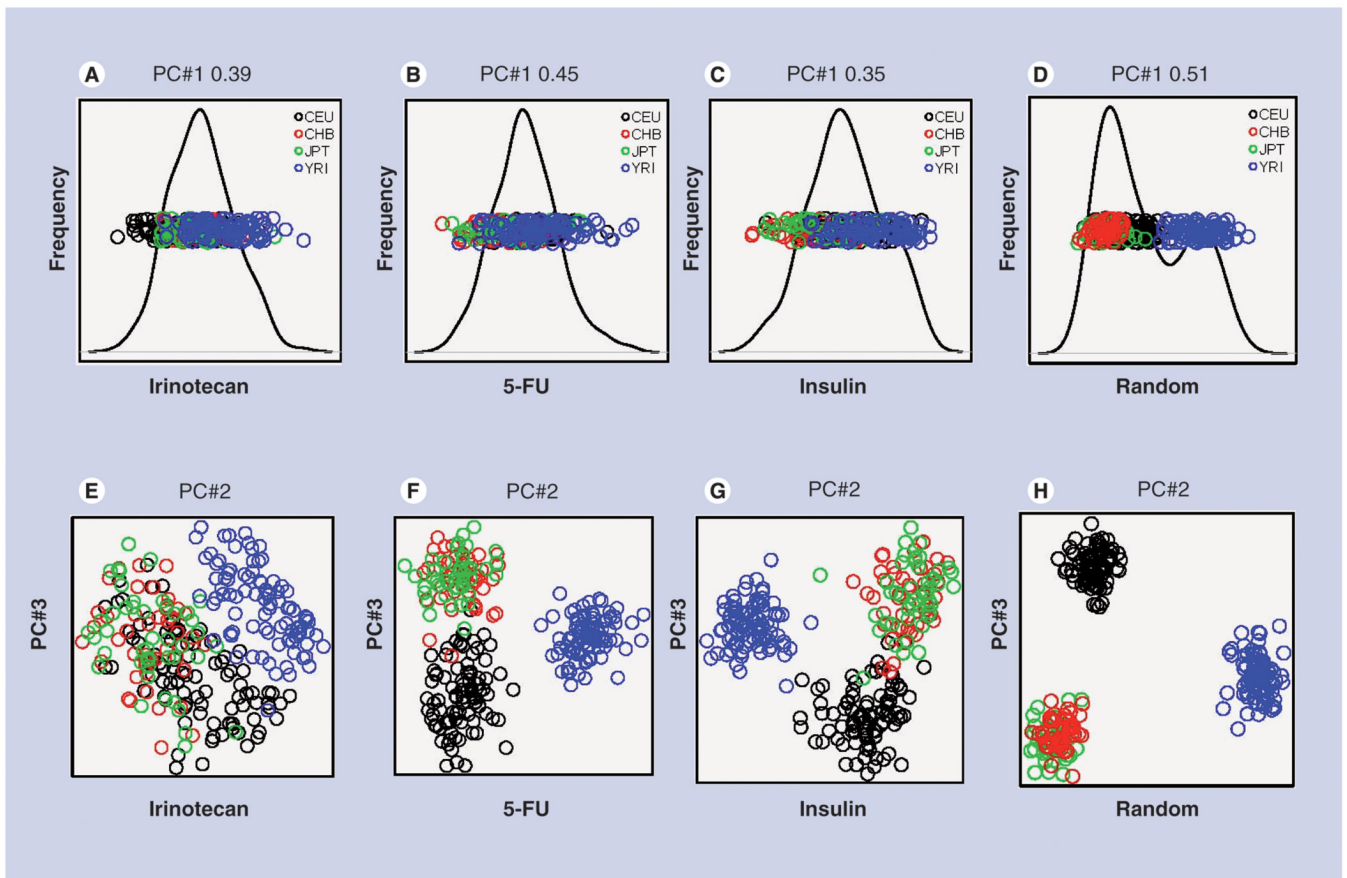 A PC#1 0.39
B PC#1 0.45
C PC#1 0.35
D PC#1 0.51
CEU
CHB
JPT
YRI
Frequency
Irinotecan
CEU
CHB
JPT
YRI
Frequency
5-FU
CEU
CHB
JPT
YRI
Frequency
Insulin
CEU
CHB
JPT
YRI
Frequency
Random
E PC#2
F PC#2
G PC#2
H PC#2
PC#3
Irinotecan
PC#3
5-FU
PC#3
Insulin
PC#3
Random